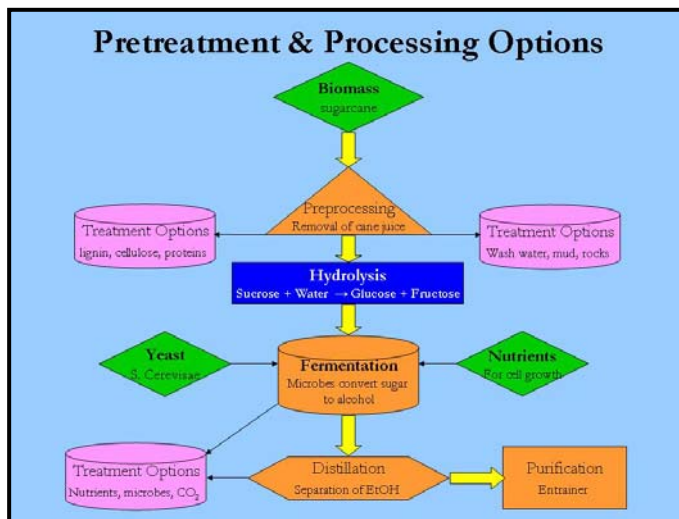 Pretreatment & Processing Options
Biomass
sugarcane
Preprocessing
Removal of cane juice
Treatment Options
lignin, cellulose, proteins
Treatment Options
Wash water, mud, rocks
Hydrolysis
Sucrose + Water → Glucose + Fructose
Yeast
S. Cerevisae
Fermentation
Microbes convert sugar
to alcohol
Nutrients
For cell growth
Treatment Options
Nutrients, microbes, CO₂
Distillation
Separation of EtOH
Purification
Entrainer